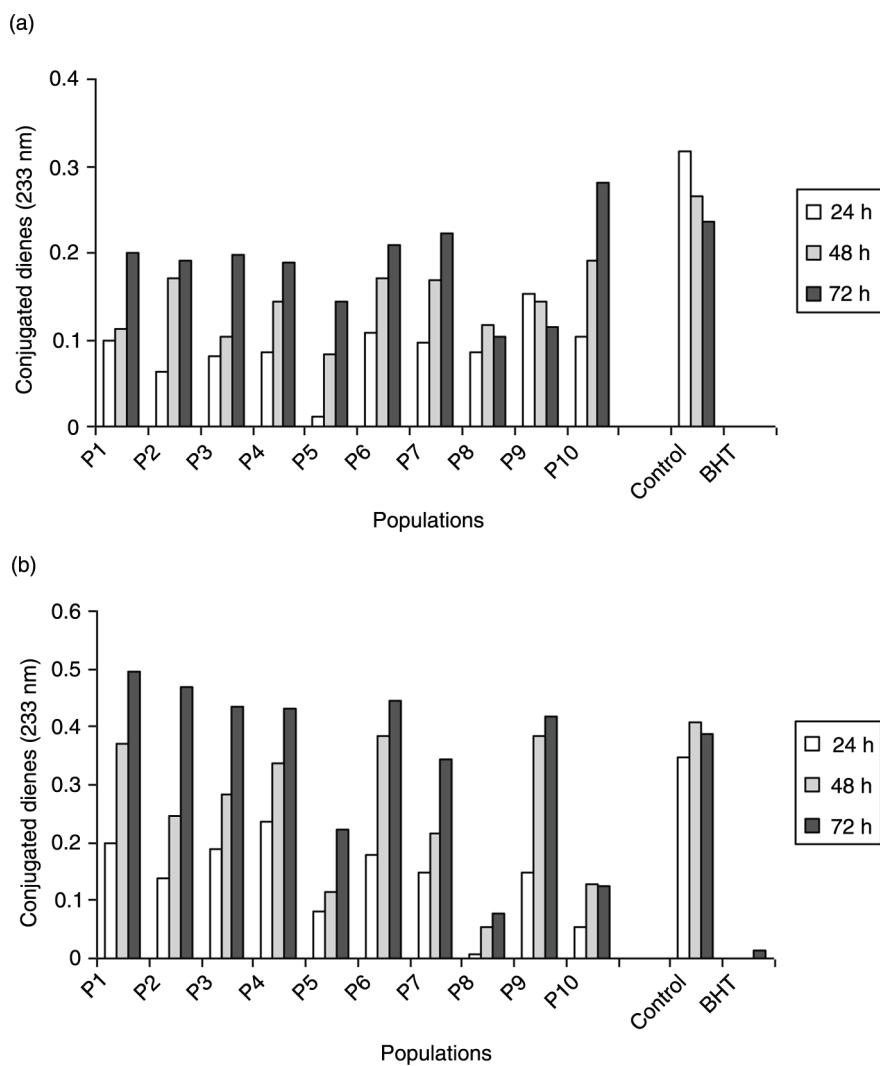 (a)
Conjugated dienes (233 nm)
0.4
0.3
0.2
0.1
0
P1 P2 P3 P4 P5 P6 P7 P8 P9 P10 Control BHT
Populations
24 h
48 h
72 h
(b)
Conjugated dienes (233 nm)
0.6
0.5
0.4
0.3
0.2
0.1
0
P1 P2 P3 P4 P5 P6 P7 P8 P9 P10 Control BHT
Populations
24 h
48 h
72 h